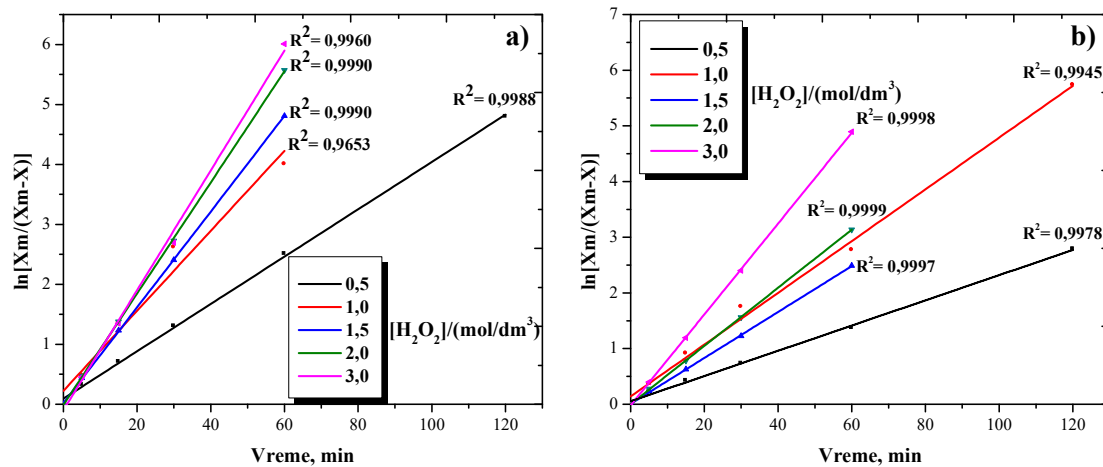 a)
ln[Xm/(Xm-X)]
6
5
4
3
2
1
0
R² = 0,9960
R² = 0,9990
R² = 0,9990
R² = 0,9653
R² = 0,9988
0,5
1,0
1,5
2,0
3,0
[H₂O₂]/(mol/dm³)
0 20 40 60 80 100 120
Vreme, min
b)
ln[Xm/(Xm-X)]
7
6
5
4
3
2
1
0
0,5
1,0
1,5
2,0
3,0
[H₂O₂]/(mol/dm³)
R²= 0,9945
R²= 0,9998
R²= 0,9999
R²= 0,9997
R²= 0,9978
0 20 40 60 80 100 120
Vreme, min